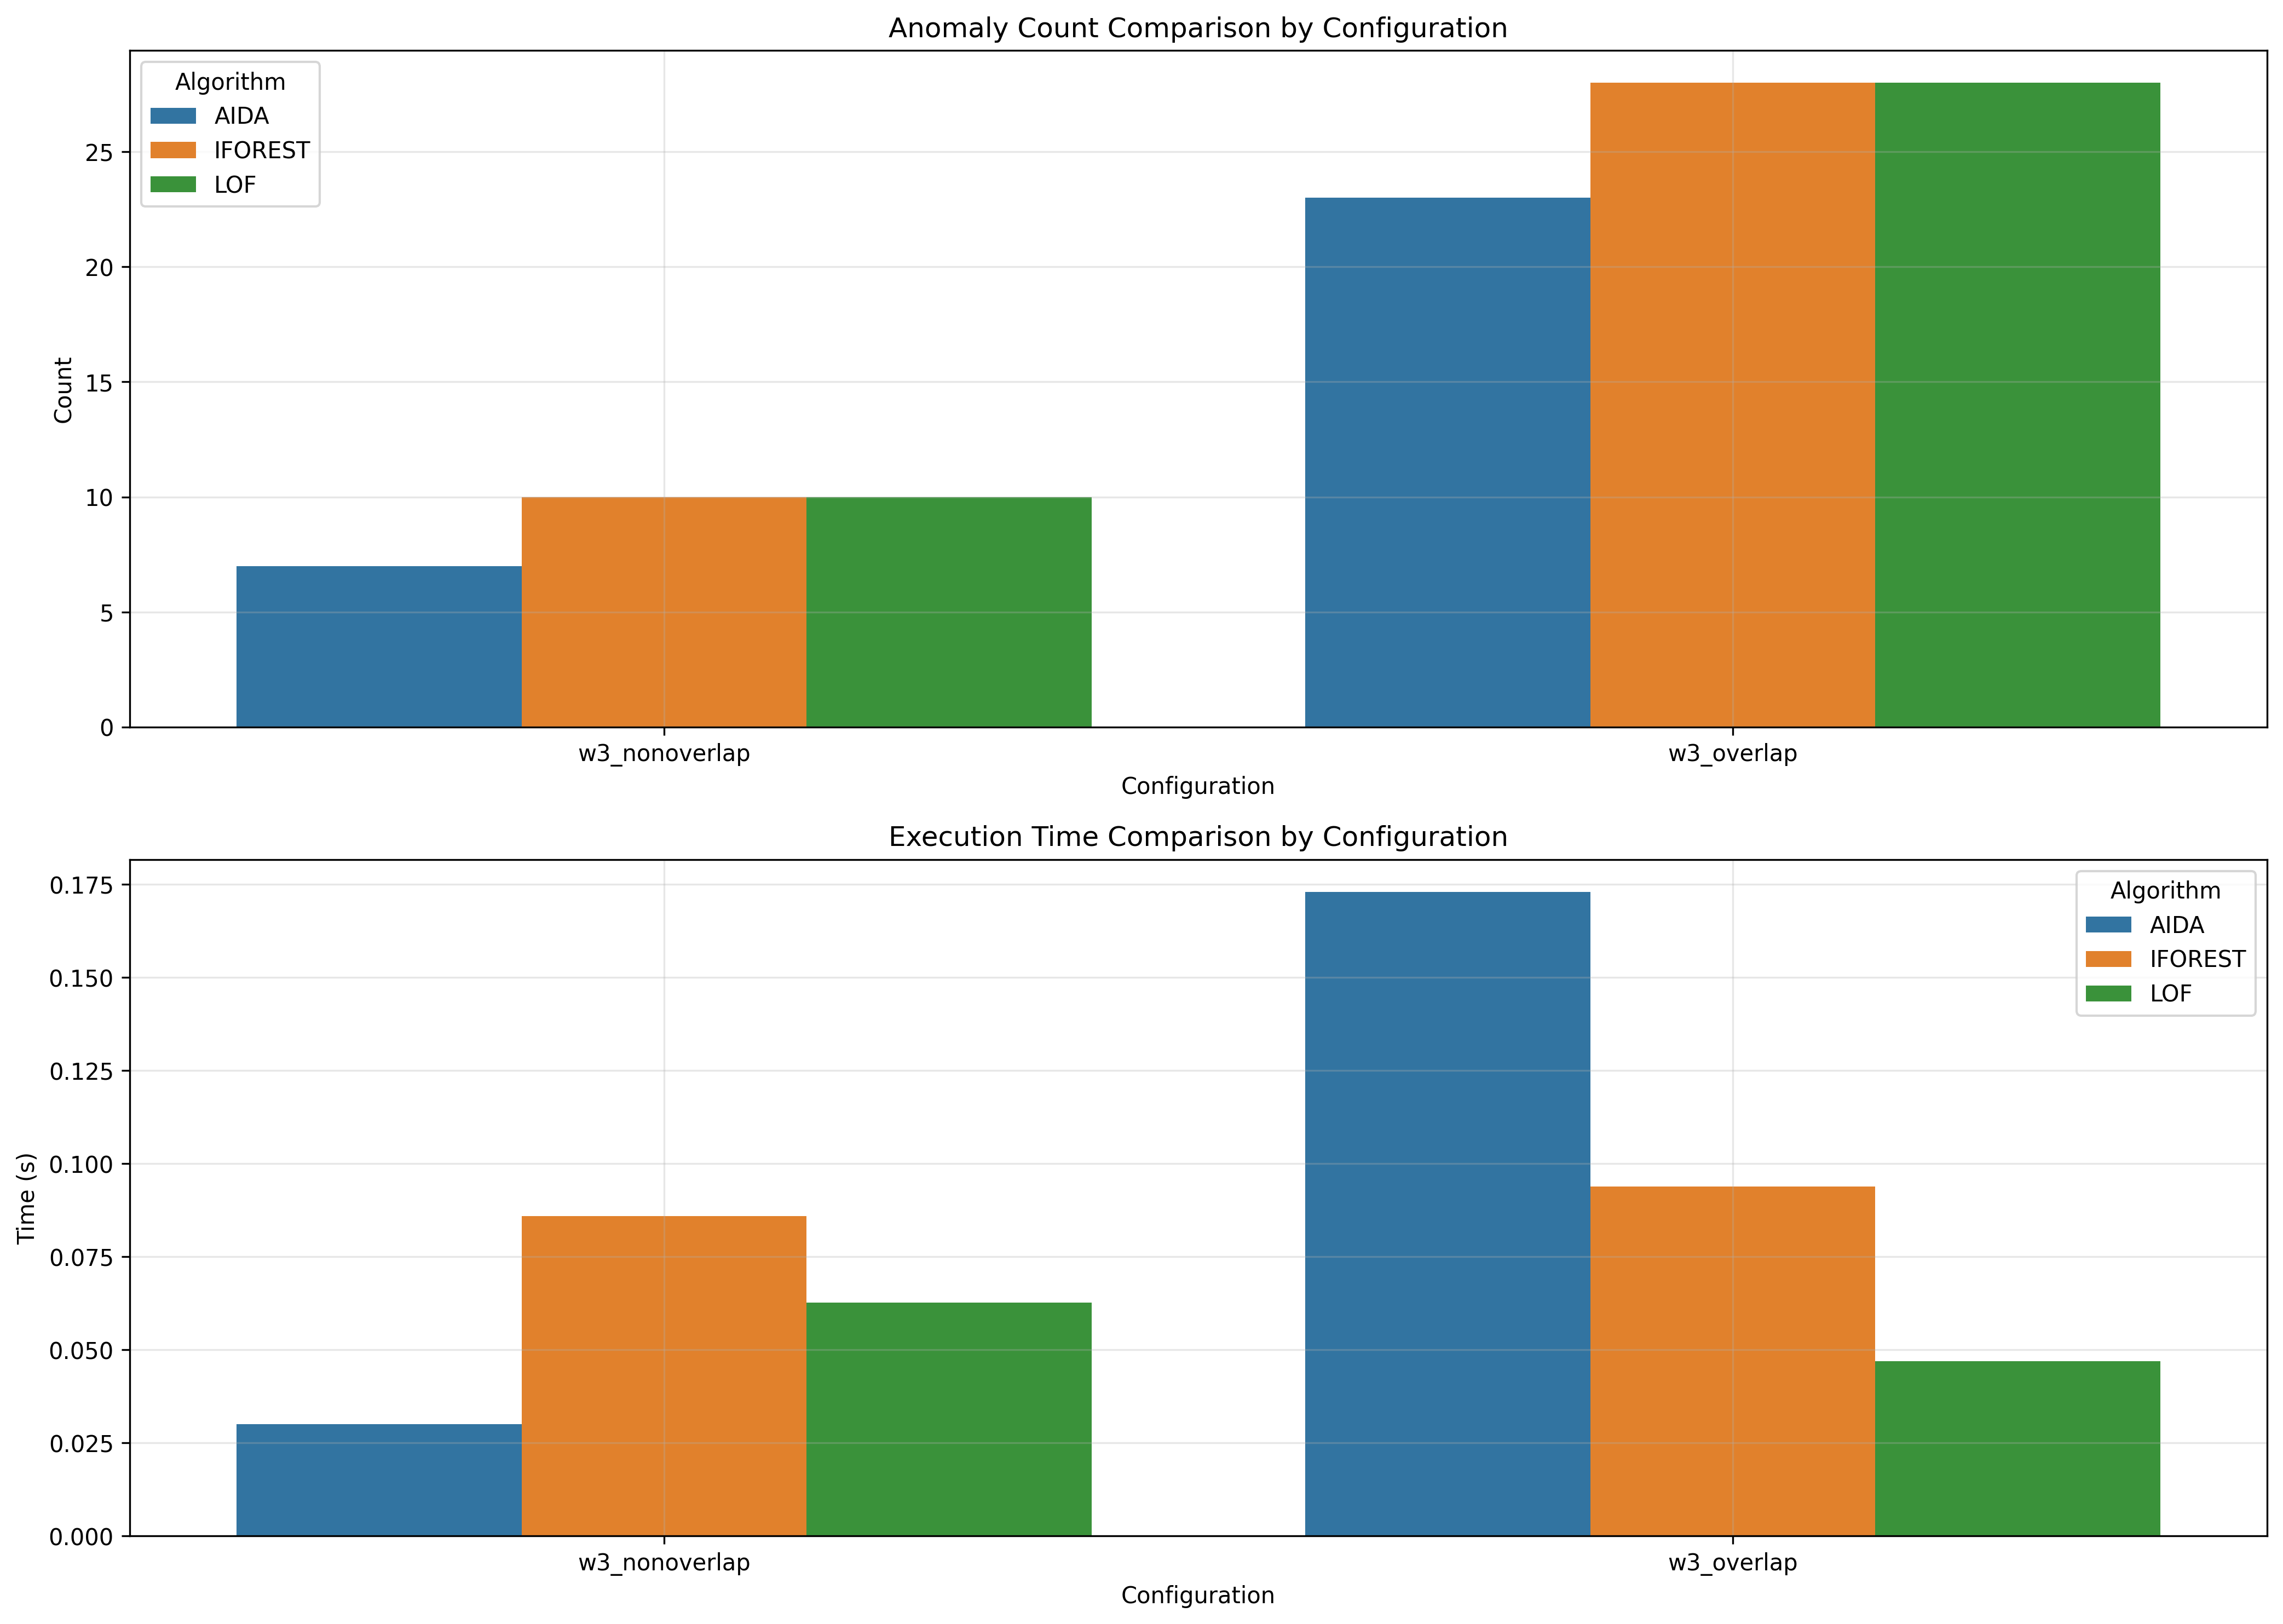 Anomaly Count Comparison by Configuration
Algorithm
AIDA
IFOREST
LOF
Count
25
20
15
10
5
0
w3_nonoverlap
w3_overlap
Configuration
Execution Time Comparison by Configuration
Algorithm
AIDA
IFOREST
LOF
Time (s)
0.175
0.150
0.125
0.100
0.075
0.050
0.025
0.000
w3_nonoverlap
w3_overlap
Configuration